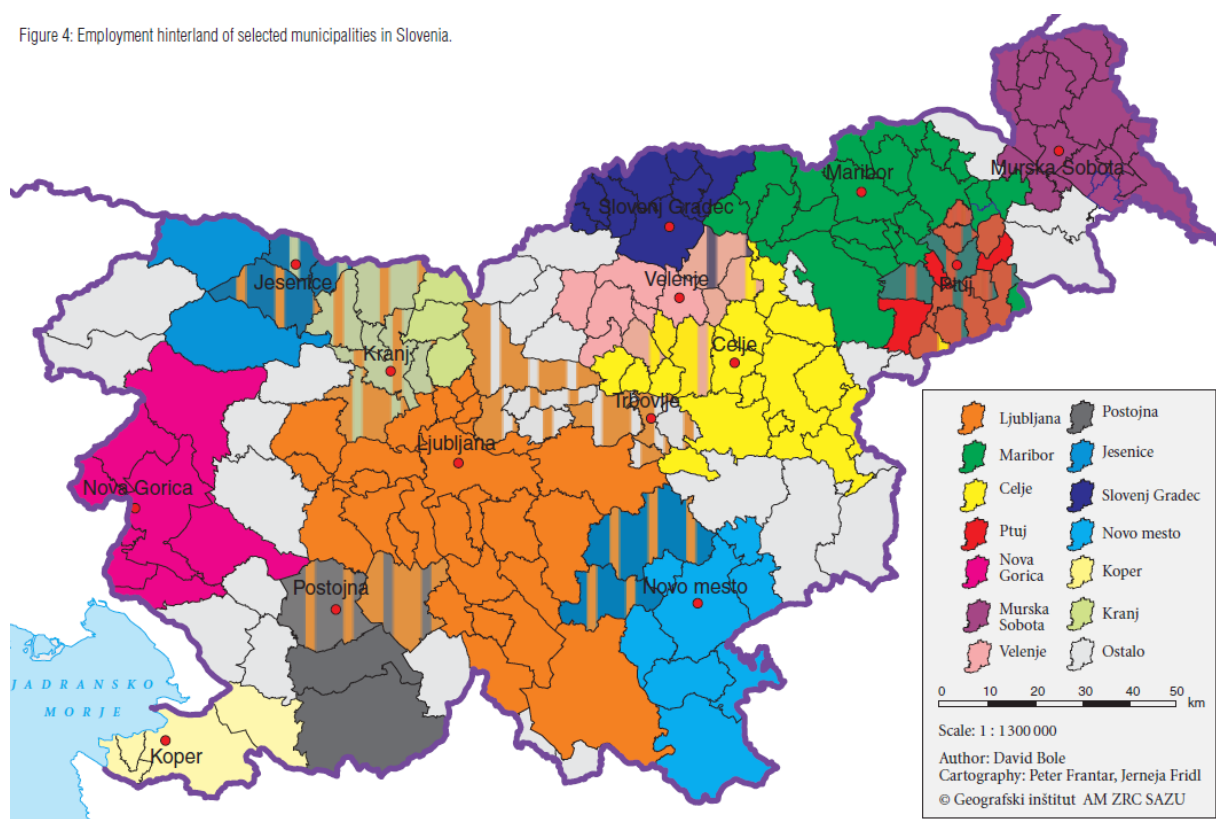 Figure 4: Employment hinterland of selected municipalities in Slovenia.
Murska Sobota
Maribor
Slovenj Gradec
Jesenice
Velenje
Ptuj
Kranj
Celje
Trbovlje
Ljubljana
Nova Gorica
Postojna
Novo mesto
JADRANSKO
MORJE
Koper
Ljubljana
Maribor
Celje
Ptuj
Nova
Gorica
Murska
Sobota
Velenje
Postojna
Jesenice
Slovenj Gradec
Novo mesto
Koper
Kranj
Ostalo
0 10 20 30 40 50
km
Scale: 1 : 1 300 000
Author: David Bole
Cartography: Peter Frantar, Jerneja Fridl
© Geografski inštitut AM ZRC SAZU